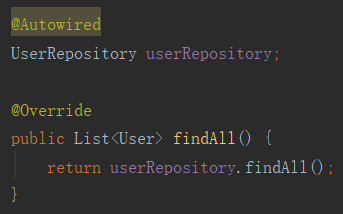 @Autowired
UserRepository userRepository;
@Override
public List<User> findAll() {
return userRepository.findAll();
}